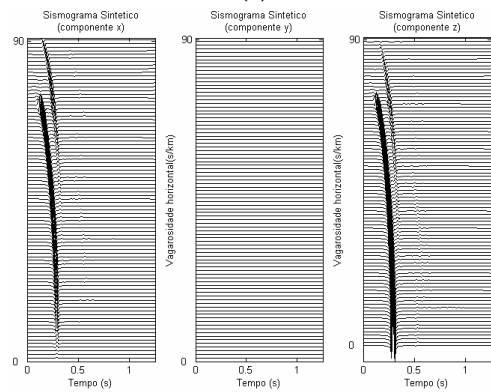 Sismograma Sintetico
(componente x)
90
0
0
0.5
1
Tempo (s)
Sismograma Sintetico
(componente y)
90
Vagarosidade horizontal(s/km)
0
0
0.5
1
Tempo (s)
Sismograma Sintetico
(componente z)
90
Vagarosidade horizontal(s/km)
0
0
0.5
1
Tempo (s)